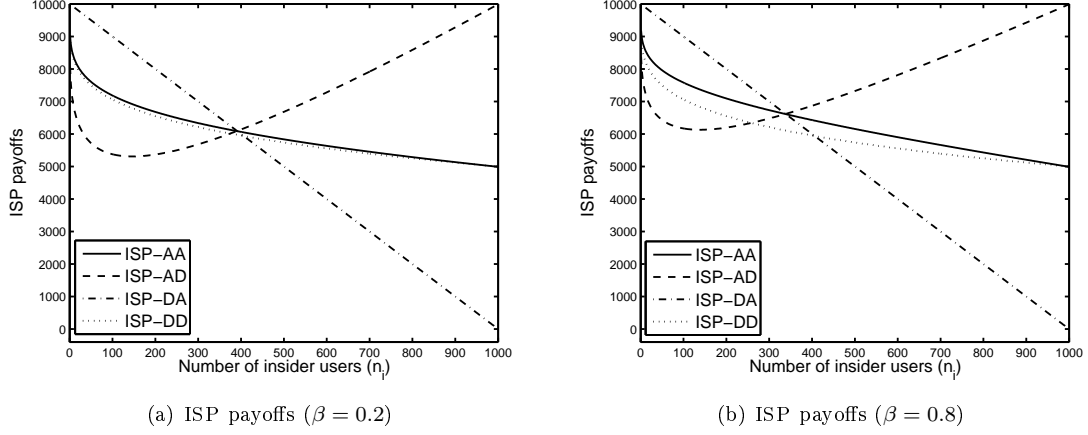 10000
9000
8000
7000
6000
5000
4000
3000
2000
1000
0
ISP payoffs
ISP−AA
ISP−AD
ISP−DA
ISP−DD
0 100 200 300 400 500 600 700 800 900 1000
Number of insider users (n_i)
(a) ISP payoffs (β = 0.2)
10000
9000
8000
7000
6000
5000
4000
3000
2000
1000
0
ISP payoffs
ISP−AA
ISP−AD
ISP−DA
ISP−DD
0 100 200 300 400 500 600 700 800 900 1000
Number of insider users (n_i)
(b) ISP payoffs (β = 0.8)